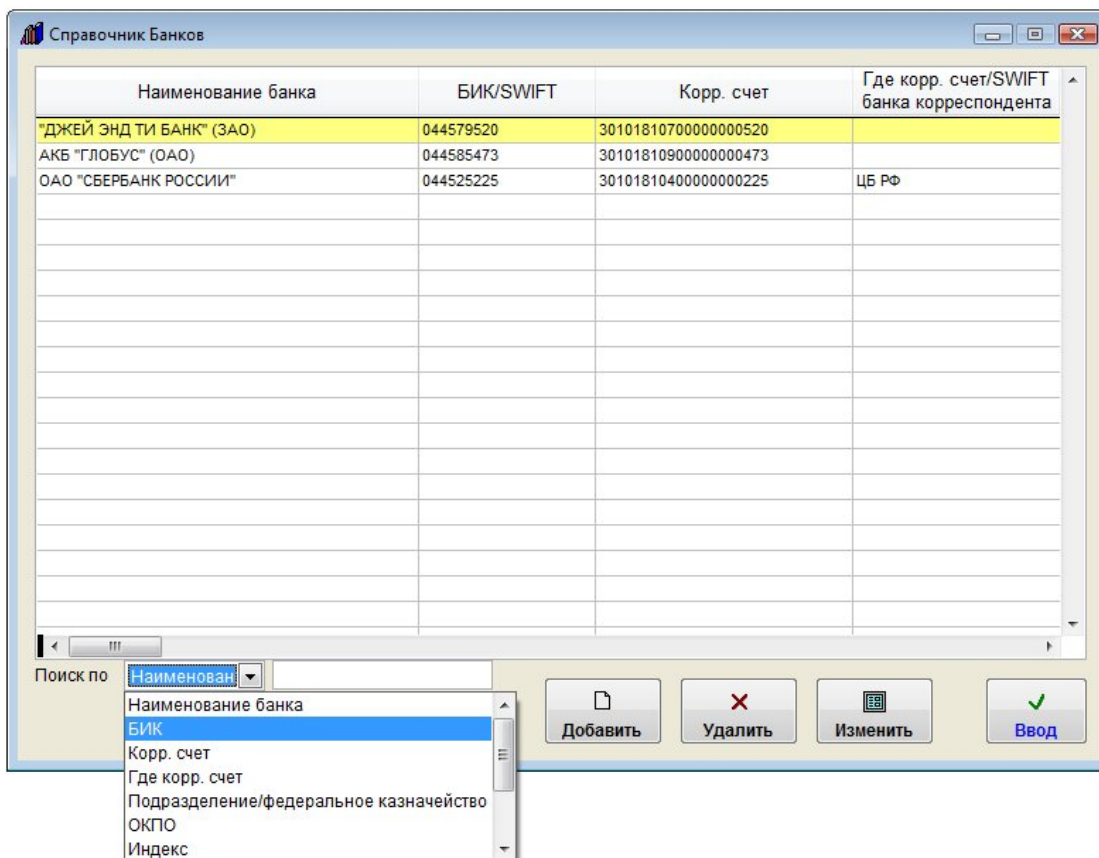 Справочник Банков
Наименование банка БИК/SWIFT Корр. счет Где корр. счет/SWIFT банка корреспондента
"ДЖЕЙ ЭНД ТИ БАНК" (ЗАО) 044579520 30101810700000000520
АКБ "ГЛОБУС" (ОАО) 044585473 30101810900000000473
ОАО "СБЕРБАНК РОССИИ" 044525225 30101810400000000225 ЦБ РФ
Поиск по Наименован
Добавить Удалить Изменить Ввод
Наименование банка
БИК
Корр. счет
Где корр. счет
Подразделение/федеральное казначейство
ОКПО
Индекс